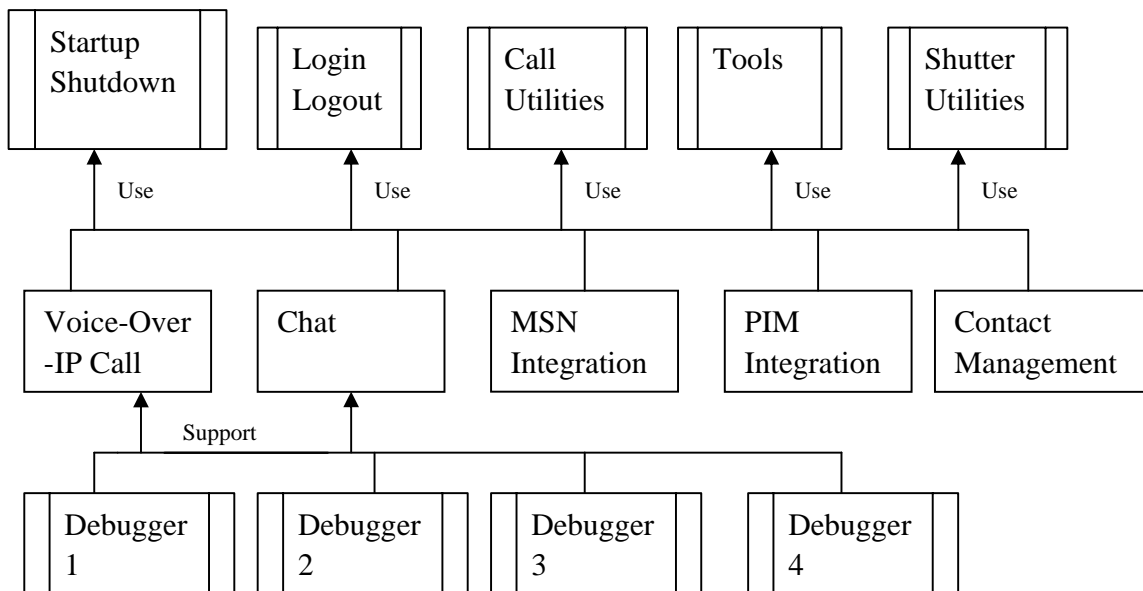 Startup
Shutdown
Login
Logout
Call
Utilities
Tools
Shutter
Utilities
Use
Use
Use
Use
Use
Voice-Over
-IP Call
Chat
MSN
Integration
PIM
Integration
Contact
Management
Support
Debugger
1
Debugger
2
Debugger
3
Debugger
4